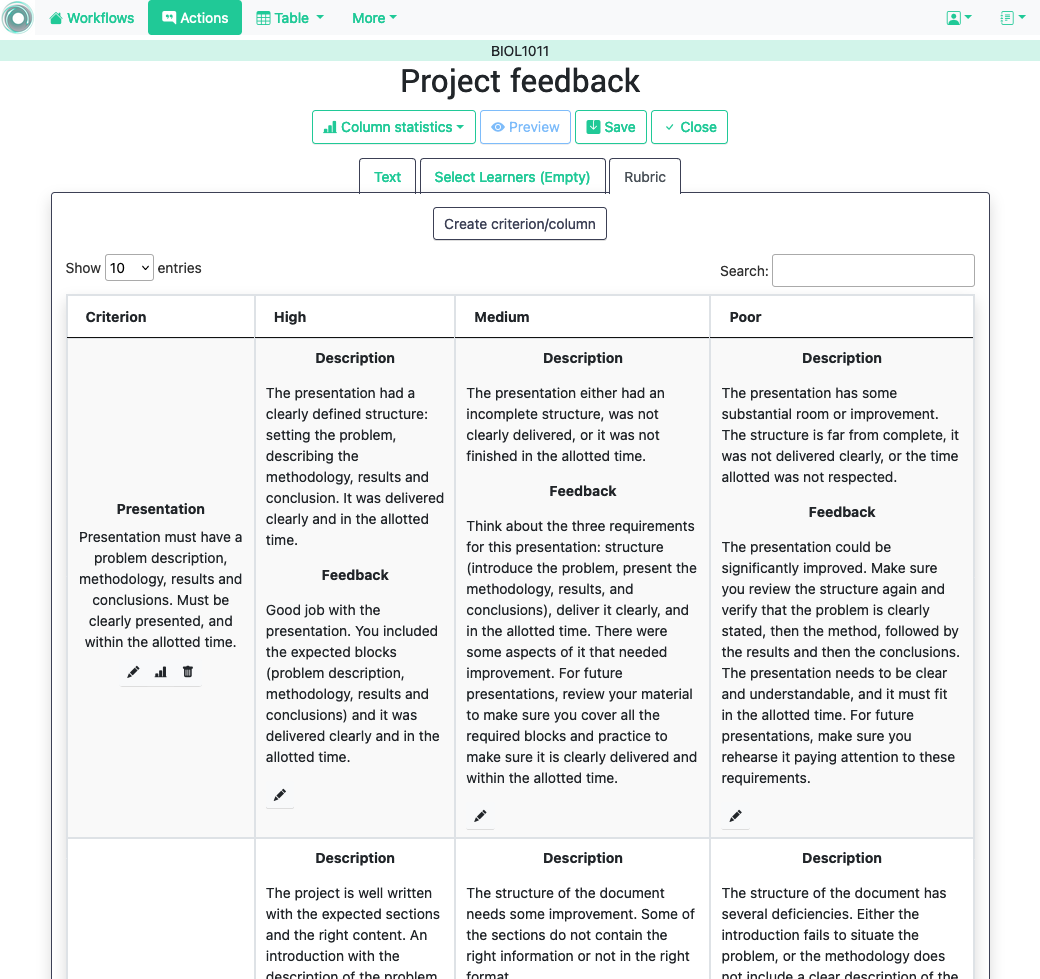 Workflows Actions Table More
BIOL1011
Project feedback
Column statistics Preview Save Close
Text Select Learners (Empty) Rubric
Create criterion/column
Show 10 entries
Search:
Criterion High Medium Poor
Presentation
Presentation must have a
problem description,
methodology, results and
conclusions. Must be
clearly presented, and
within the allotted time.
Description
The presentation had a
clearly defined structure:
setting the problem,
describing the
methodology, results and
conclusion. It was delivered
clearly and in the allotted
time.
Feedback
Good job with the
presentation. You included
the expected blocks
(problem description,
methodology, results and
conclusions) and it was
delivered clearly and in the
allotted time.
Description
The presentation either had an
incomplete structure, was not
clearly delivered, or it was not
finished in the allotted time.
Feedback
Think about the three requirements
for this presentation: structure
(introduce the problem, present the
methodology, results, and
conclusions), deliver it clearly, and
in the allotted time. There were
some aspects of it that needed
improvement. For future
presentations, review your material
to make sure you cover all the
required blocks and practice to
make sure it is clearly delivered and
within the allotted time.
Description
The presentation has some
substantial room or improvement.
The structure is far from complete, it
was not delivered clearly, or the time
allotted was not respected.
Feedback
The presentation could be
significantly improved. Make sure
you review the structure again and
verify that the problem is clearly
stated, then the method, followed by
the results and then the conclusions.
The presentation needs to be clear
and understandable, and it must fit
in the allotted time. For future
presentations, make sure you
rehearse it paying attention to these
requirements.
Description
The project is well written
with the expected sections
and the right content. An
introduction with the
description of the problem
Description
The structure of the document
needs some improvement. Some of
the sections do not contain the
right information or not in the right
format.
Description
The structure of the document has
several deficiencies. Either the
introduction fails to situate the
problem, or the methodology does
not include a clear description of the